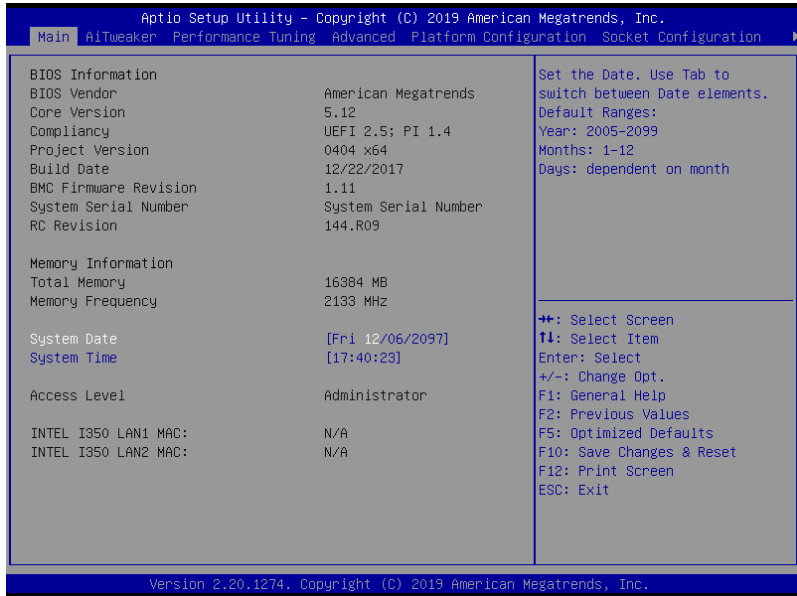 Aptio Setup Utility – Copyright (C) 2019 American Megatrends, Inc.
Main AiTweaker Performance Tuning Advanced Platform Configuration Socket Configuration
BIOS Information
BIOS Vendor American Megatrends
Core Version 5.12
Compliancy UEFI 2.5; PI 1.4
Project Version 0404 x64
Build Date 12/22/2017
BMC Firmware Revision 1.11
System Serial Number System Serial Number
RC Revision 144.R09
Memory Information
Total Memory 16384 MB
Memory Frequency 2133 MHz
System Date [Fri 12/06/2097]
System Time [17:40:23]
Access Level Administrator
INTEL I350 LAN1 MAC: N/A
INTEL I350 LAN2 MAC: N/A
Set the Date. Use Tab to
switch between Date elements.
Default Ranges:
Year: 2005-2099
Months: 1-12
Days: dependent on month
→←: Select Screen
↑↓: Select Item
Enter: Select
+/-: Change Opt.
F1: General Help
F2: Previous Values
F5: Optimized Defaults
F10: Save Changes & Reset
F12: Print Screen
ESC: Exit
Version 2.20.1274. Copyright (C) 2019 American Megatrends, Inc.